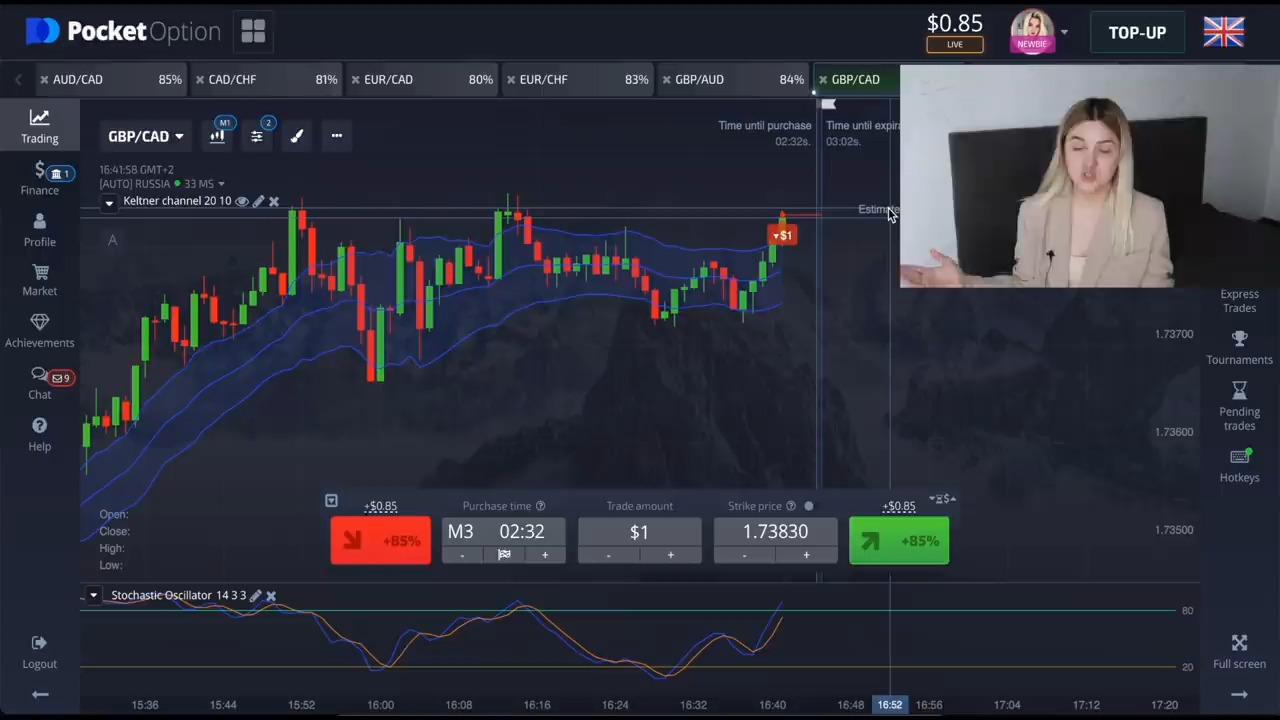 PocketOption
$0.85
LIVE
NEWBIE
TOP-UP
AUD/CAD 85%
CAD/CHF 81%
EUR/CAD 80%
EUR/CHF 83%
GBP/AUD 84%
GBP/CAD
Trading
Finance
1
Profile
Market
Achievements
Chat
9
Help
Logout
GBP/CAD
M1
2
Time until purchase
02:32s.
Time until expira
03:02s.
16:41:58 GMT+2
[AUTO] RUSSIA 33 MS
Keltner channel 20 10
A
Estimate
$1
Express
Trades
Tournaments
Pending
trades
Hotkeys
Full screen
1.73700
1.73600
1.73500
Open:
Close:
High:
Low:
+$0.85
Purchase time
Trade amount
Strike price
+$0.85
+85%
M3 02:32
$1
1.73830
+85%
- +
- +
- +
Stochastic Oscillator 14 3 3
80
20
15:36 15:44 15:52 16:00 16:08 16:16 16:24 16:32 16:40 16:48 16:52 16:56 17:04 17:12 17:20